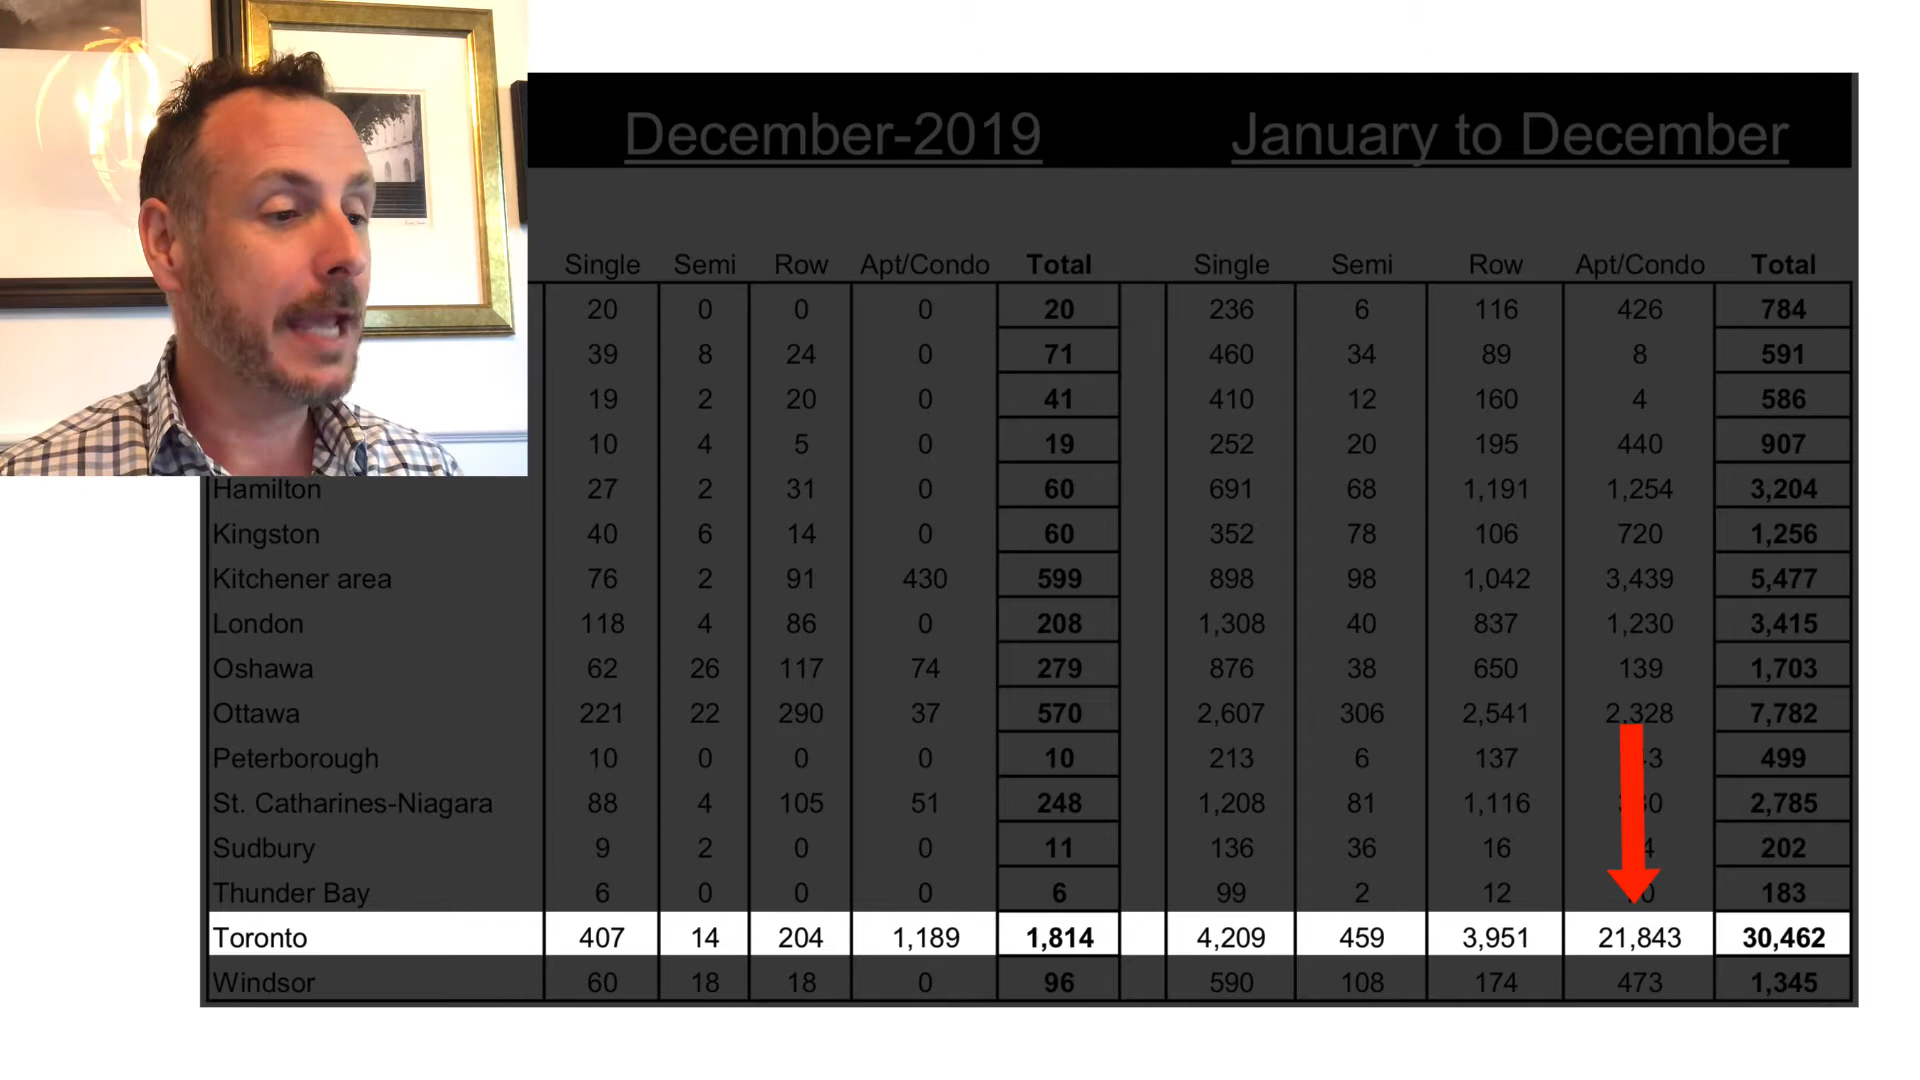 December-2019 January to December
Single Semi Row Apt/Condo Total Single Semi Row Apt/Condo Total
20 0 0 0 20 236 6 116 426 784
39 8 24 0 71 460 34 89 8 591
19 2 20 0 41 410 12 160 4 586
10 4 5 0 19 252 20 195 440 907
Hamilton 27 2 31 0 60 691 68 1,191 1,254 3,204
Kingston 40 6 14 0 60 352 78 106 720 1,256
Kitchener area 76 2 91 430 599 898 98 1,042 3,439 5,477
London 118 4 86 0 208 1,308 40 837 1,230 3,415
Oshawa 62 26 117 74 279 876 38 650 139 1,703
Ottawa 221 22 290 37 570 2,607 306 2,541 2,328 7,782
Peterborough 10 0 0 0 10 213 6 137 499
St. Catharines-Niagara 88 4 105 51 248 1,208 81 1,116 2,785
Sudbury 9 2 0 0 11 136 36 16 202
Thunder Bay 6 0 0 0 6 99 2 12 183
Toronto 407 14 204 1,189 1,814 4,209 459 3,951 21,843 30,462
Windsor 60 18 18 0 96 590 108 174 473 1,345